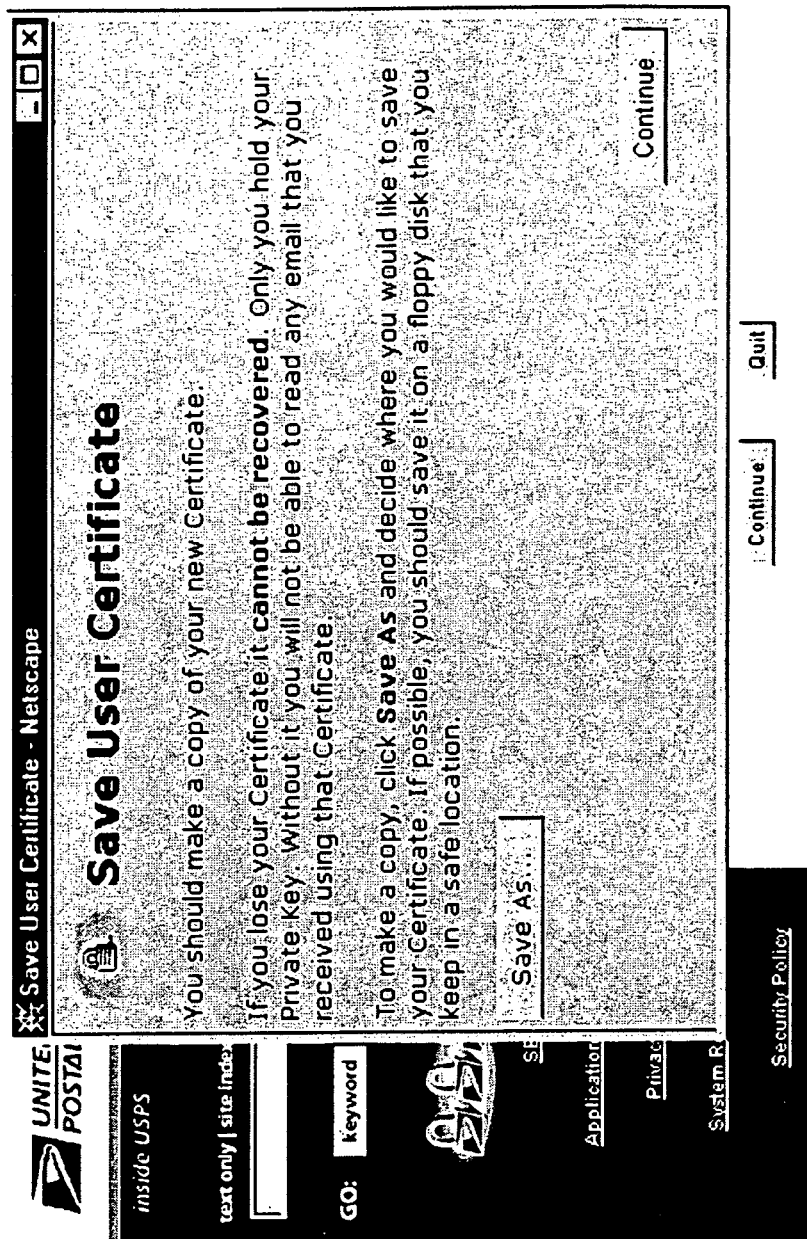 Save User Certificate - Netscape
Save User Certificate
You should make a copy of your new Certificate.
If you lose your Certificate it cannot be recovered. Only you hold your
Private Key. Without it you will not be able to read any email that you
received using that Certificate.
To make a copy, click Save As and decide where you would like to save
your Certificate. If possible, you should save it on a floppy disk that you
keep in a safe location.
Save As...
Continue
UNITE
POSTAL
inside USPS
text only | site index
GO:
keyword
SE
Application
Privac
System R
Security Policy
Continue
Quit